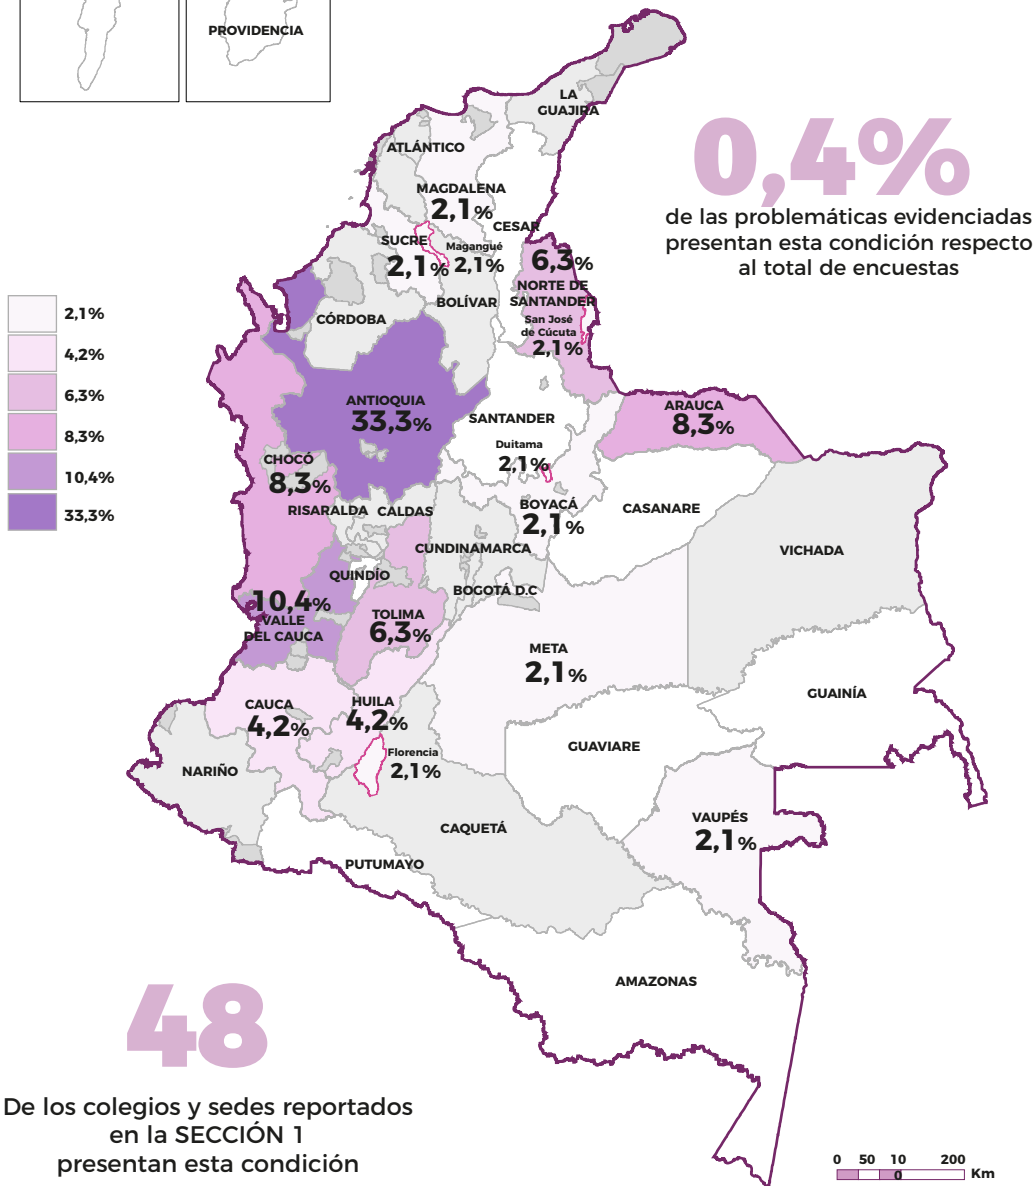 PROVIDENCIA
LA
GUAJIRA
ATLÁNTICO
MAGDALENA
2,1%
CESAR
SUCRE
2,1%
Magangué
2,1%
BOLÍVAR
CÓRDOBA
6,3%
NORTE DE
SANTANDER
San José
de Cúcuta
2,1%
0,4%
de las problemáticas evidenciadas
presentan esta condición respecto
al total de encuestas
2,1%
4,2%
6,3%
8,3%
10,4%
33,3%
ANTIOQUIA
33,3%
SANTANDER
ARAUCA
8,3%
Duitama
2,1%
CHOCÓ
8,3%
RISARALDA
CALDAS
BOYACÁ
2,1%
CASANARE
CUNDINAMARCA
VICHADA
QUINDÍO
BOGOTÁ D.C
10,4%
VALLE
DEL CAUCA
TOLIMA
6,3%
META
2,1%
GUAINÍA
CAUCA
4,2%
HUILA
4,2%
GUAVIARE
Florencia
2,1%
NARIÑO
CAQUETÁ
VAUPÉS
2,1%
PUTUMAYO
AMAZONAS
48
De los colegios y sedes reportados
en la SECCIÓN 1
presentan esta condición
0 50 10
0 200
Km